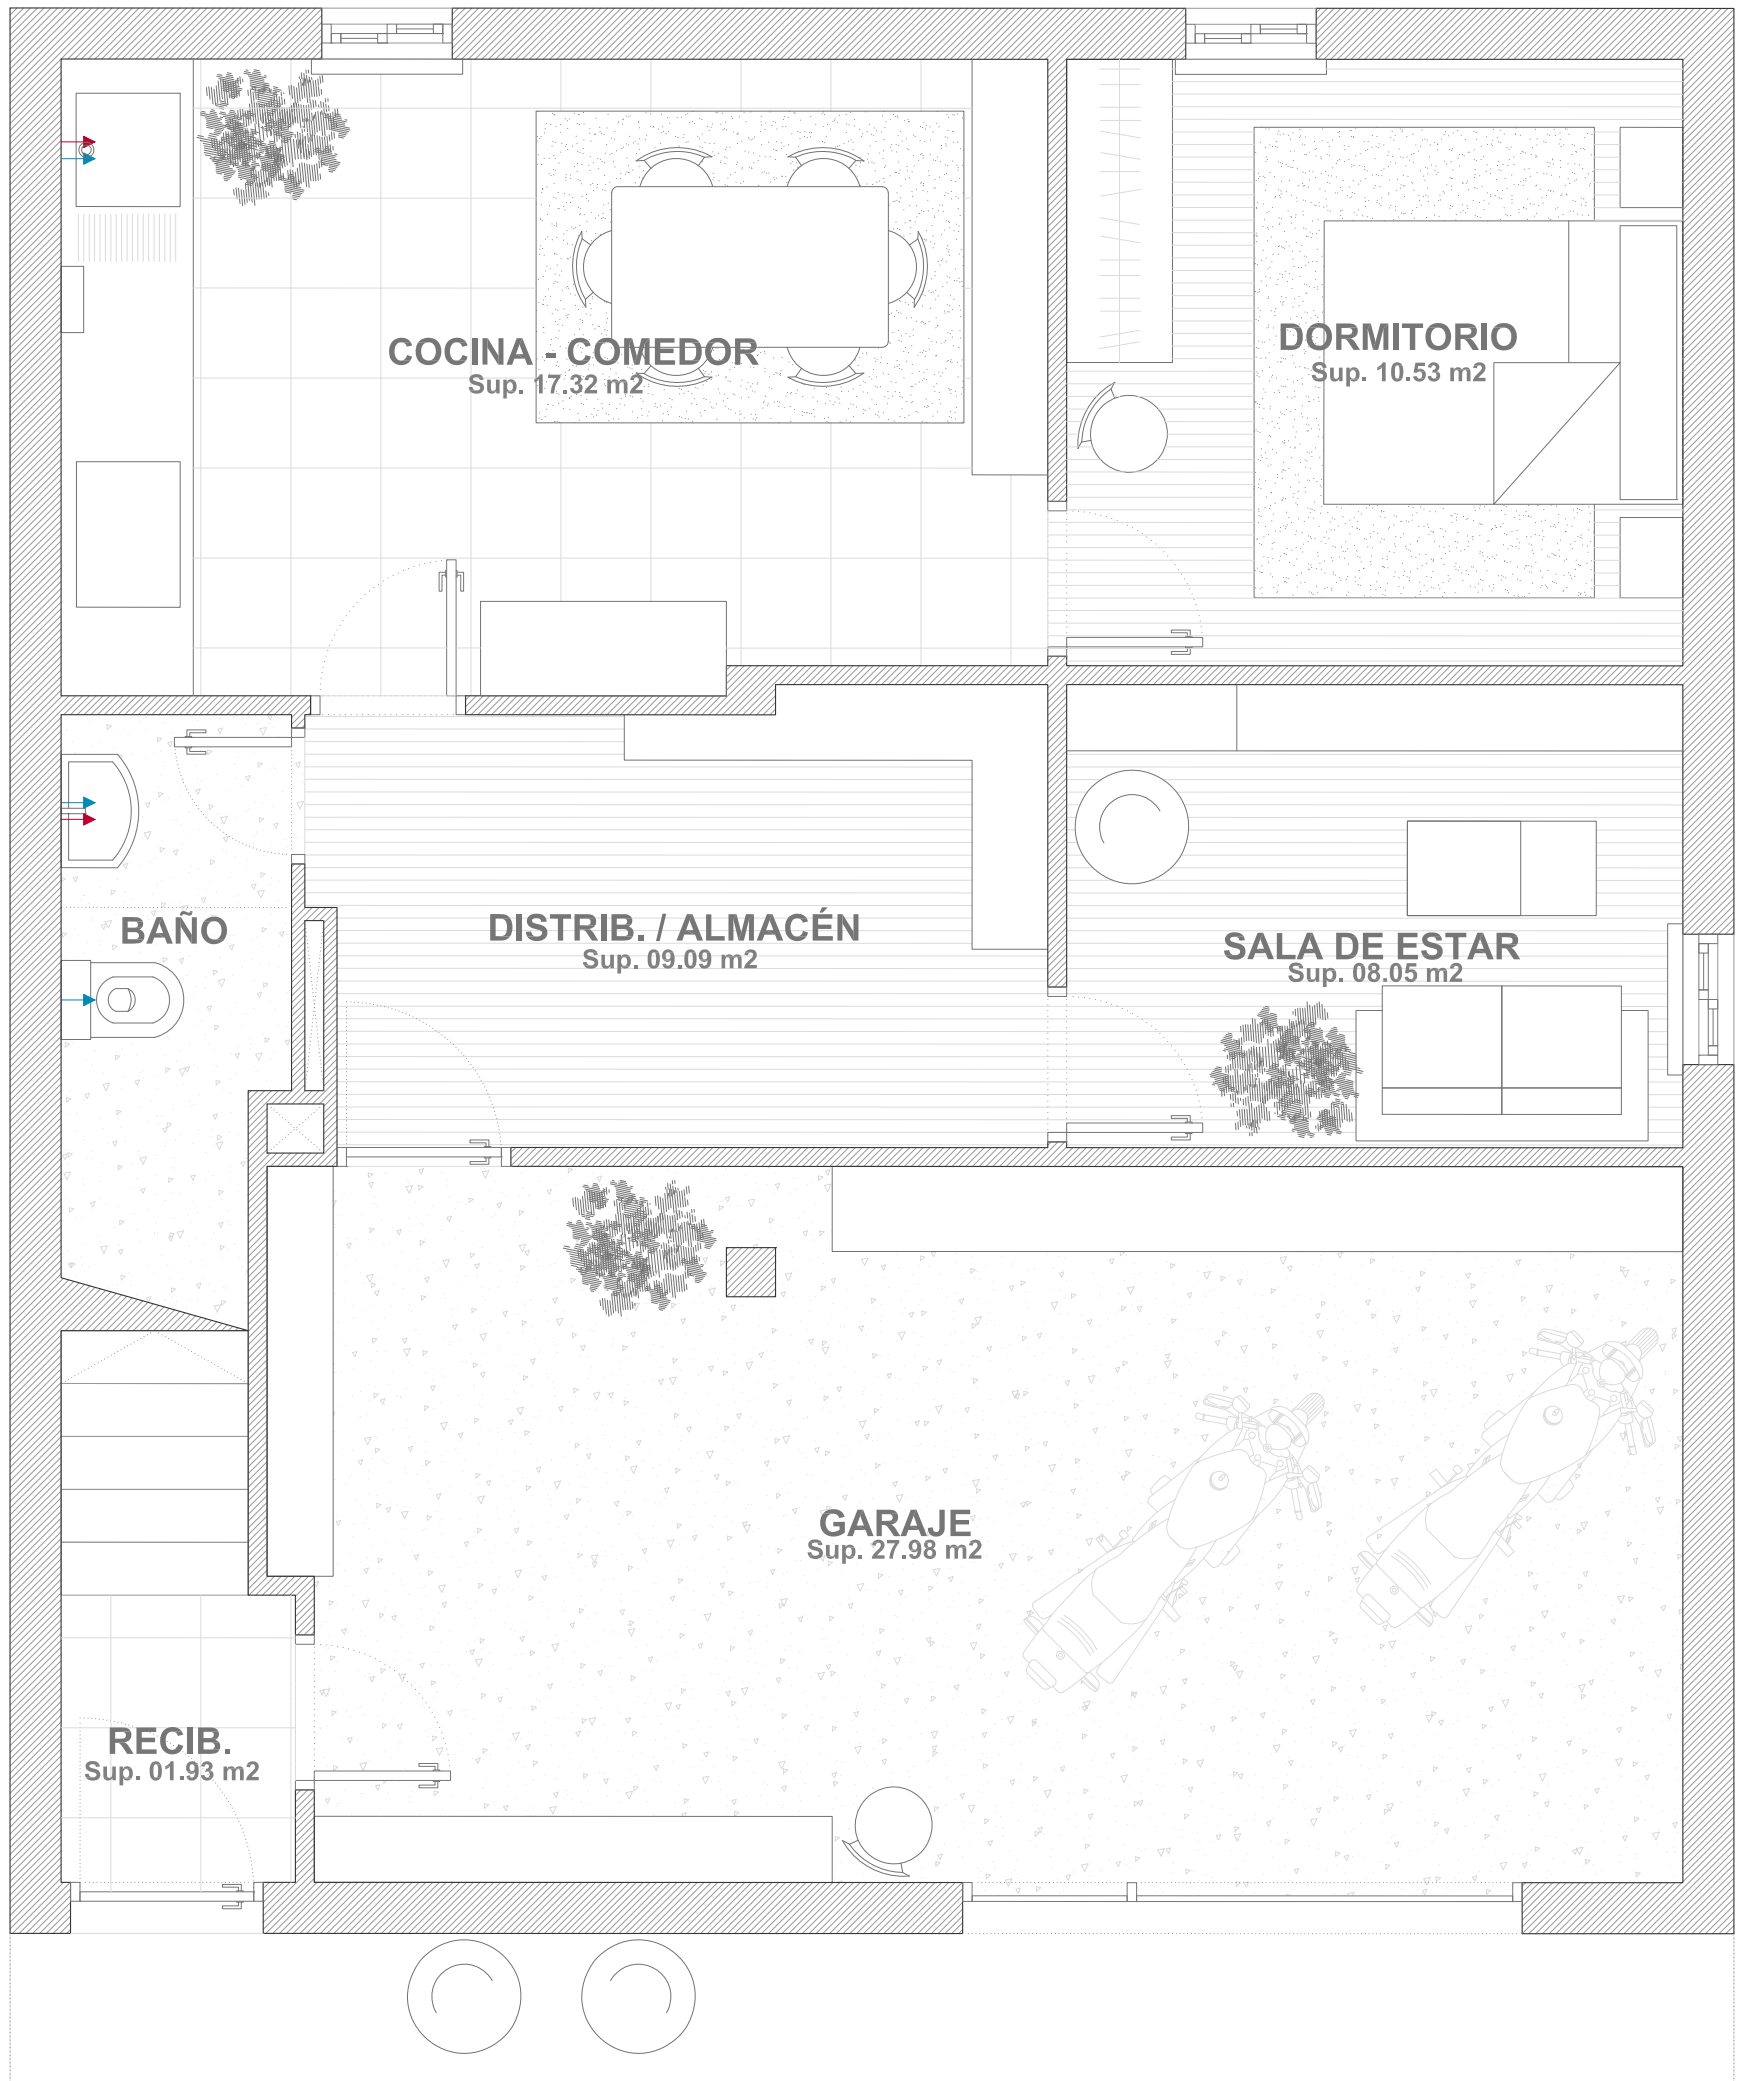 COCINA - COMEDOR
Sup. 17.32 m2
DORMITORIO
Sup. 10.53 m2
BAÑO
DISTRIB. / ALMACÉN
Sup. 09.09 m2
SALA DE ESTAR
Sup. 08.05 m2
GARAJE
Sup. 27.98 m2
RECIB.
Sup. 01.93 m2